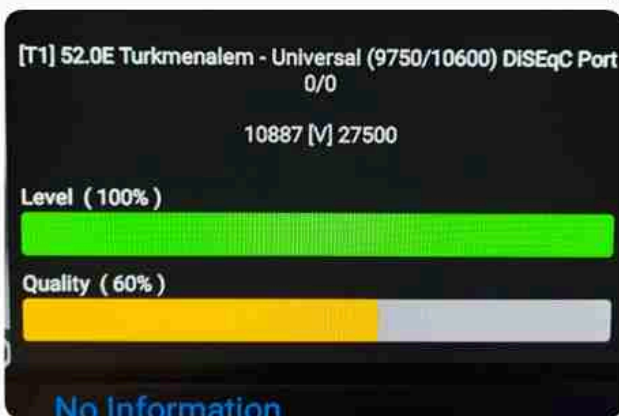 [T1] 52.0E Turkmenalem - Universal (9750/10600) DiSEqC Port
0/0
10887 [V] 27500
Level ( 100% )
Quality ( 60% )
No Information